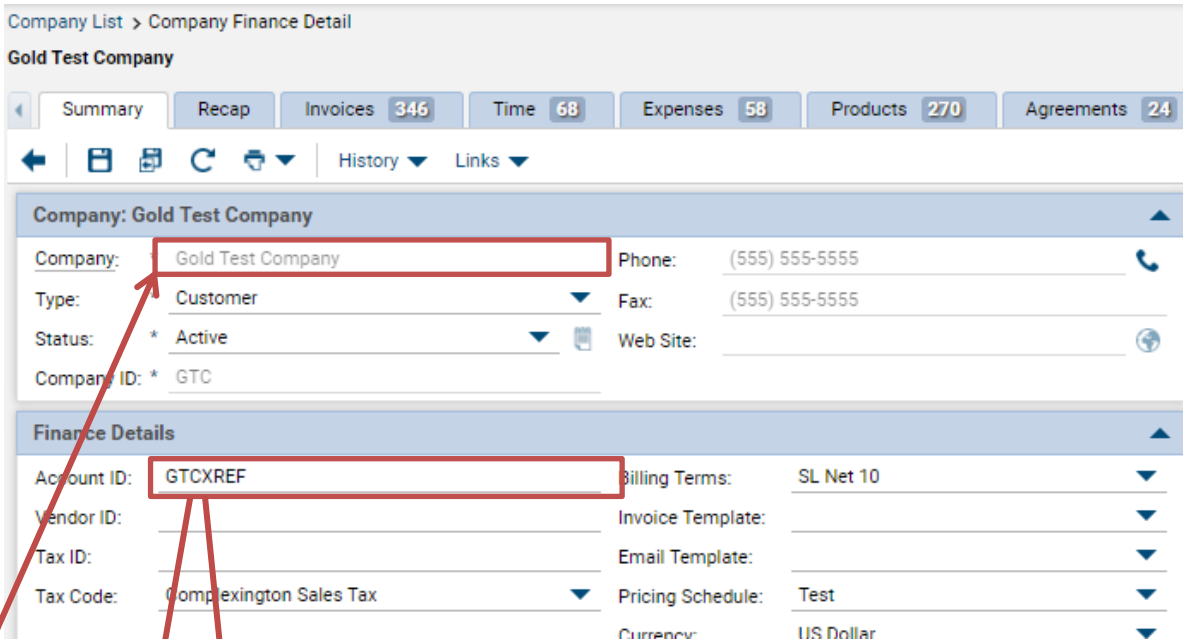 Company List > Company Finance Detail
Gold Test Company
Summary Recap Invoices 346 Time 68 Expenses 58 Products 270 Agreements 24
History Links
Company: Gold Test Company
Company: * Gold Test Company Phone: (555) 555-5555
Type: * Customer Fax: (555) 555-5555
Status: * Active Web Site:
Company ID: * GTC
Finance Details
Account ID: GTCXREF Billing Terms: SL Net 10
Vendor ID: Invoice Template:
Tax ID: Email Template:
Tax Code: Complexington Sales Tax Pricing Schedule: Test
Currency: US Dollar